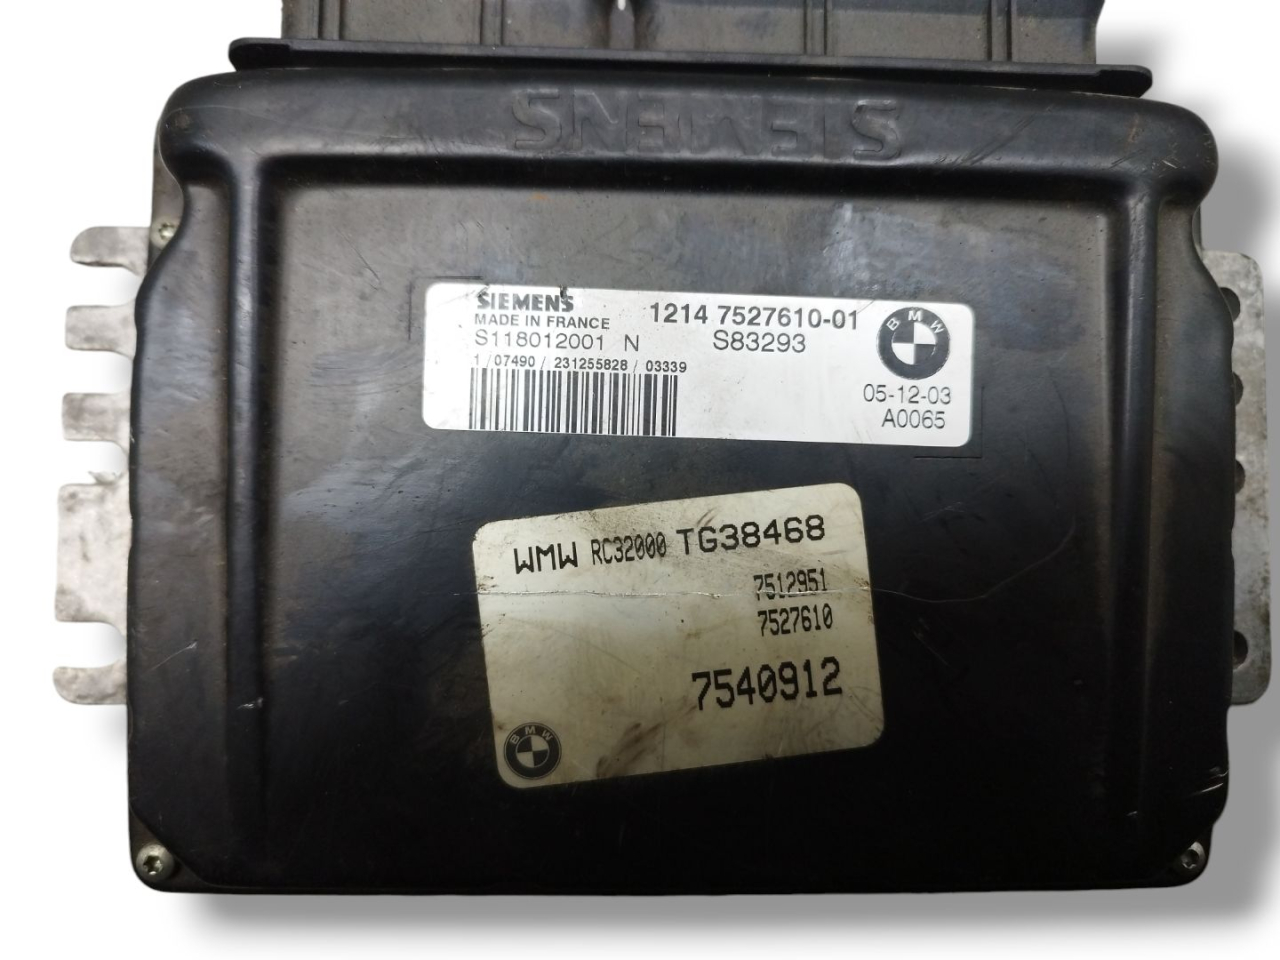 SIEMENS
SIEMENS 1214 7527610-01
MADE IN FRANCE
S118012001 N S83293
1/07490/231255828/03339
BMW
05-12-03
A0065
WMW RC32000 TG38468
7512951
7527610
7540912
BMW